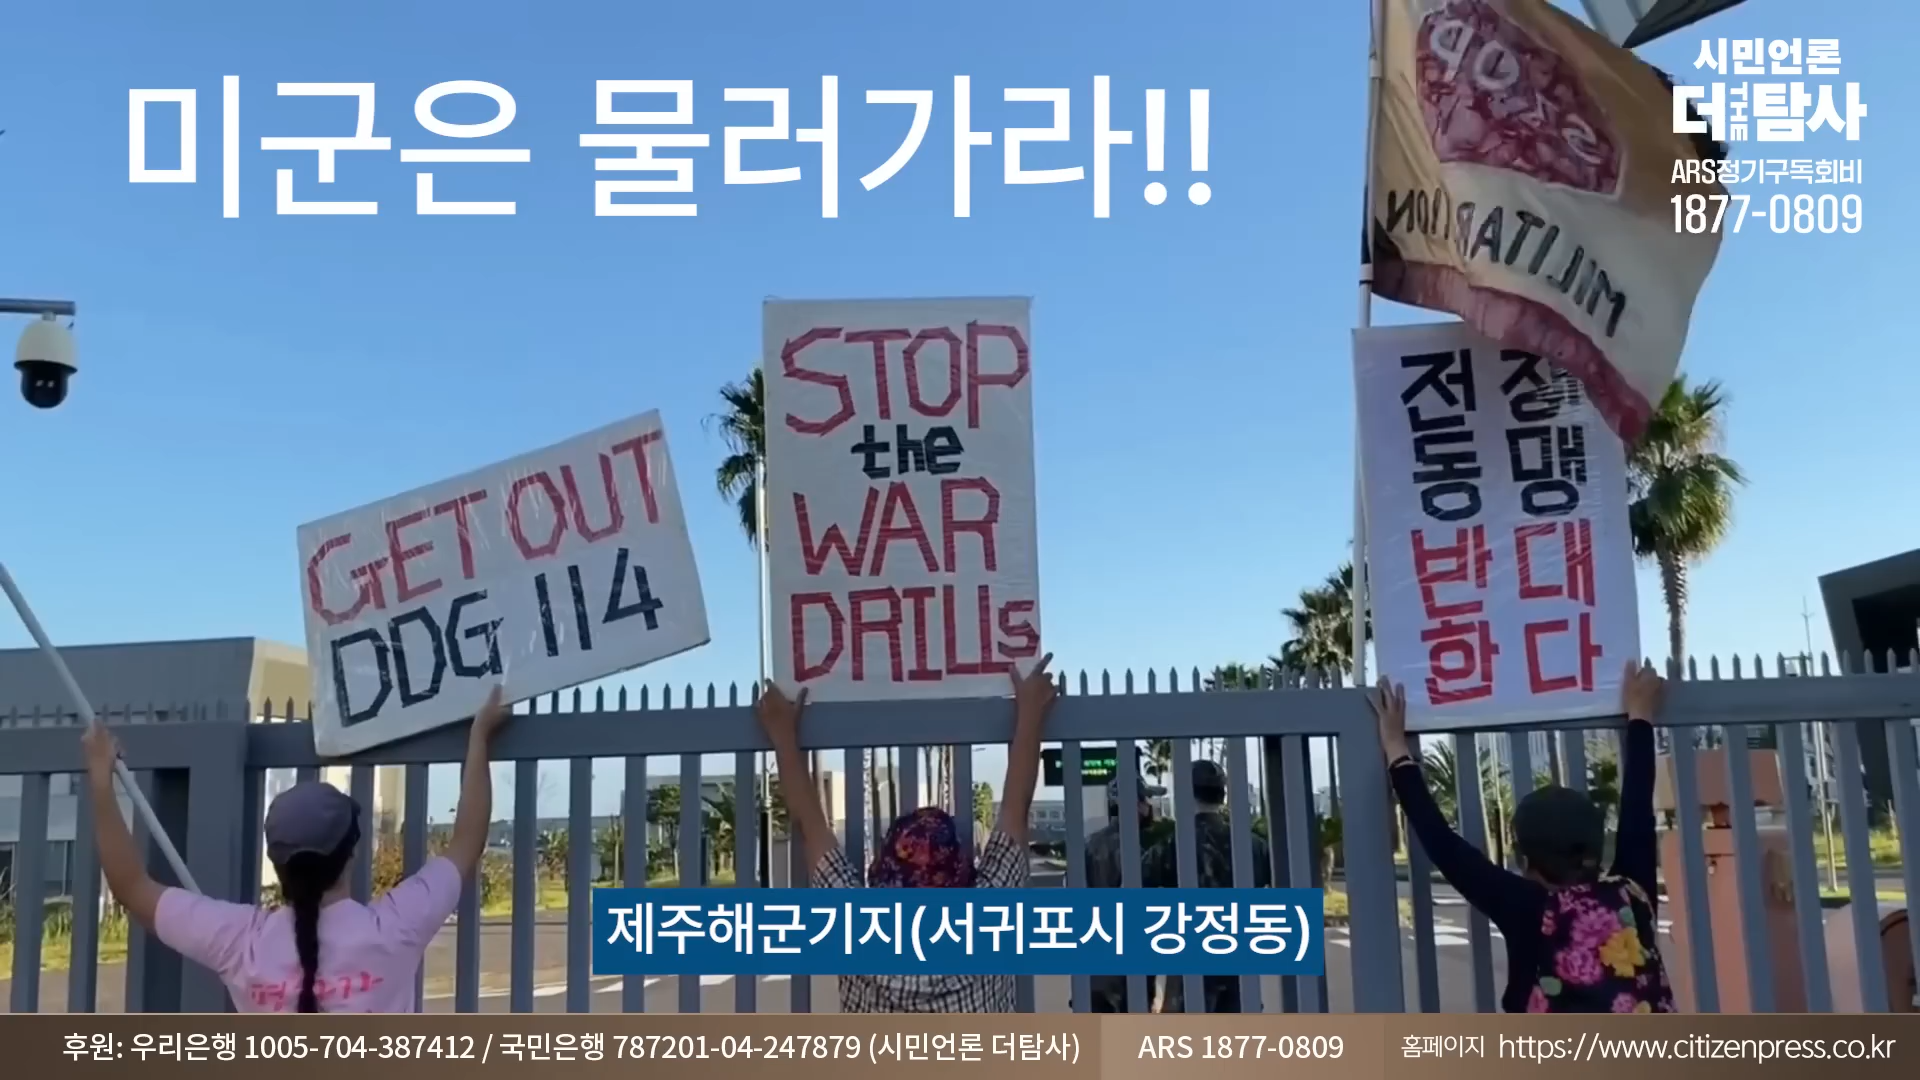 미군은 물러가라!!
시민언론
더탐사
THE
ARS정기구독회비
1877-0809
STOP
MILITARI
GET OUT
DDG 114
STOP
the
WAR
DRILLS
전쟁
동맹
반대
한다
제주해군기지(서귀포시 강정동)
후원: 우리은행 1005-704-387412 / 국민은행 787201-04-247879 (시민언론 더탐사)
ARS 1877-0809
홈페이지 https://www.citizenpress.co.kr